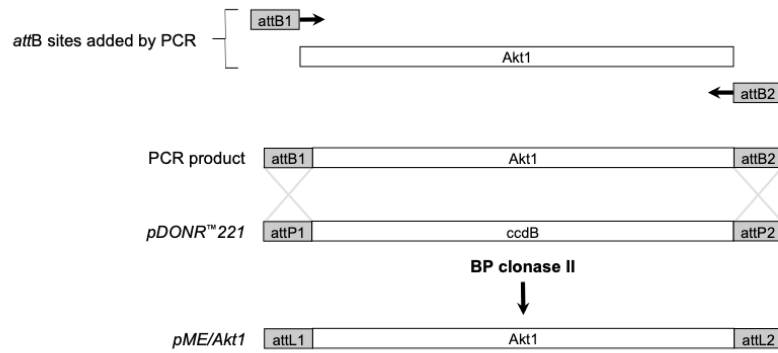 attB1
attB sites added by PCR
Akt1
attB2
PCR product attB1 Akt1 attB2
pDONR™221 attP1 ccdB attP2
BP clonase II
pME/Akt1 attL1 Akt1 attL2